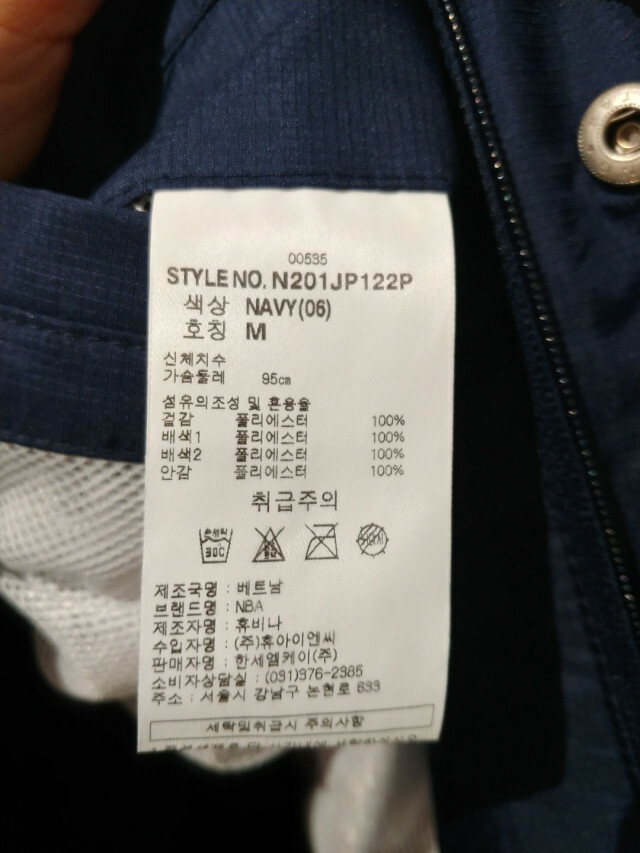 00535
STYLE NO. N201JP122P
색상 NAVY(06)
호칭 M
신체치수
가슴둘레 95cm
섬유의조성 및 혼용율
겉감 폴리에스터 100%
배색1 폴리에스터 100%
배색2 폴리에스터 100%
안감 폴리에스터 100%
취급주의
손세탁
30℃
제조국명 : 베트남
브랜드명 : NBA
제조자명 : 휴비나
수입자명 : (주)휴아이엔씨
판매자명 : 한세엠케이(주)
소비자상담실 : (031)376-2385
주소 : 서울시 강남구 논현로 633
세탁및취급시 주의사항